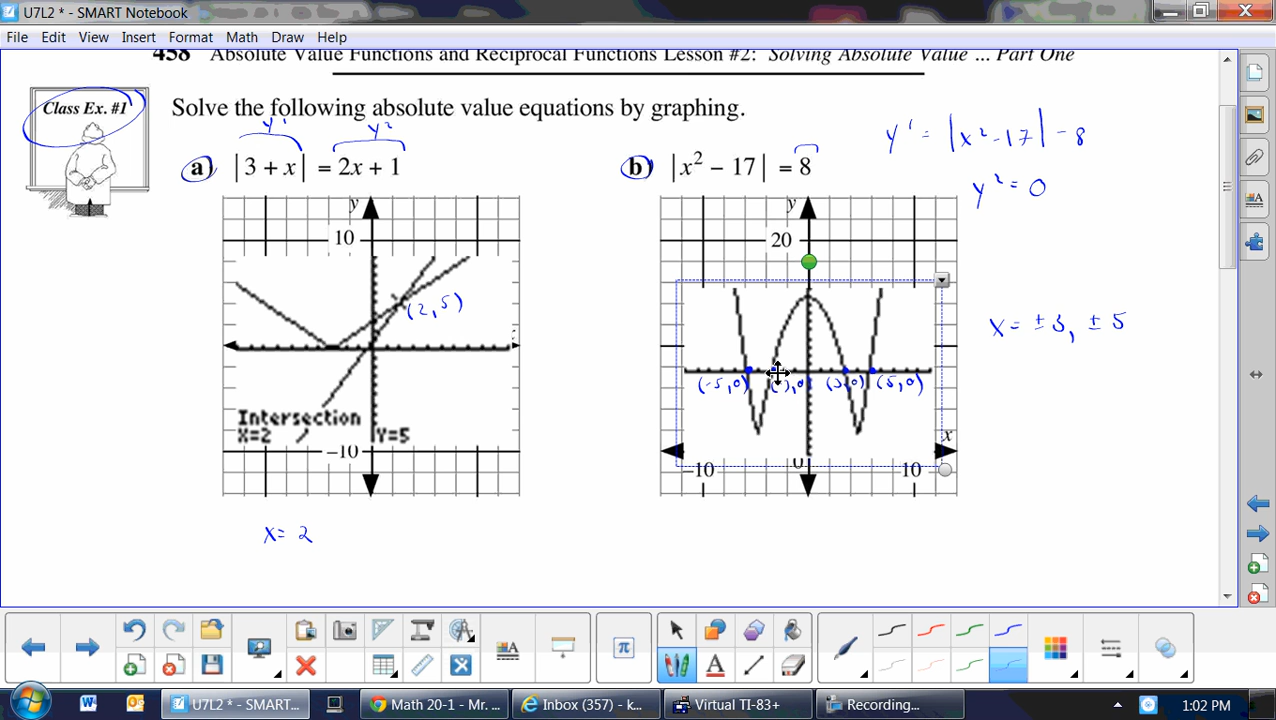 U7L2 * - SMART Notebook
File Edit View Insert Format Math Draw Help
458 Absolute Value Functions and Reciprocal Functions Lesson #2: Solving Absolute Value ... Part One
Class Ex. #1
Solve the following absolute value equations by graphing.
y¹ y²
a) |3 + x| = 2x + 1
b) |x² − 17| = 8
y¹ = |x² - 17| - 8
y² = 0
y
10
(2,5)
Intersection
X=2 Y=5
−10
x = 2
y
20
(-5,0) (3,0) (5,0)
x
−10 0 10
x = ± 3, ± 5
U7L2 * - SMART...
Math 20-1 - Mr. ...
Inbox (357) - k...
Virtual TI-83+
Recording...
1:02 PM